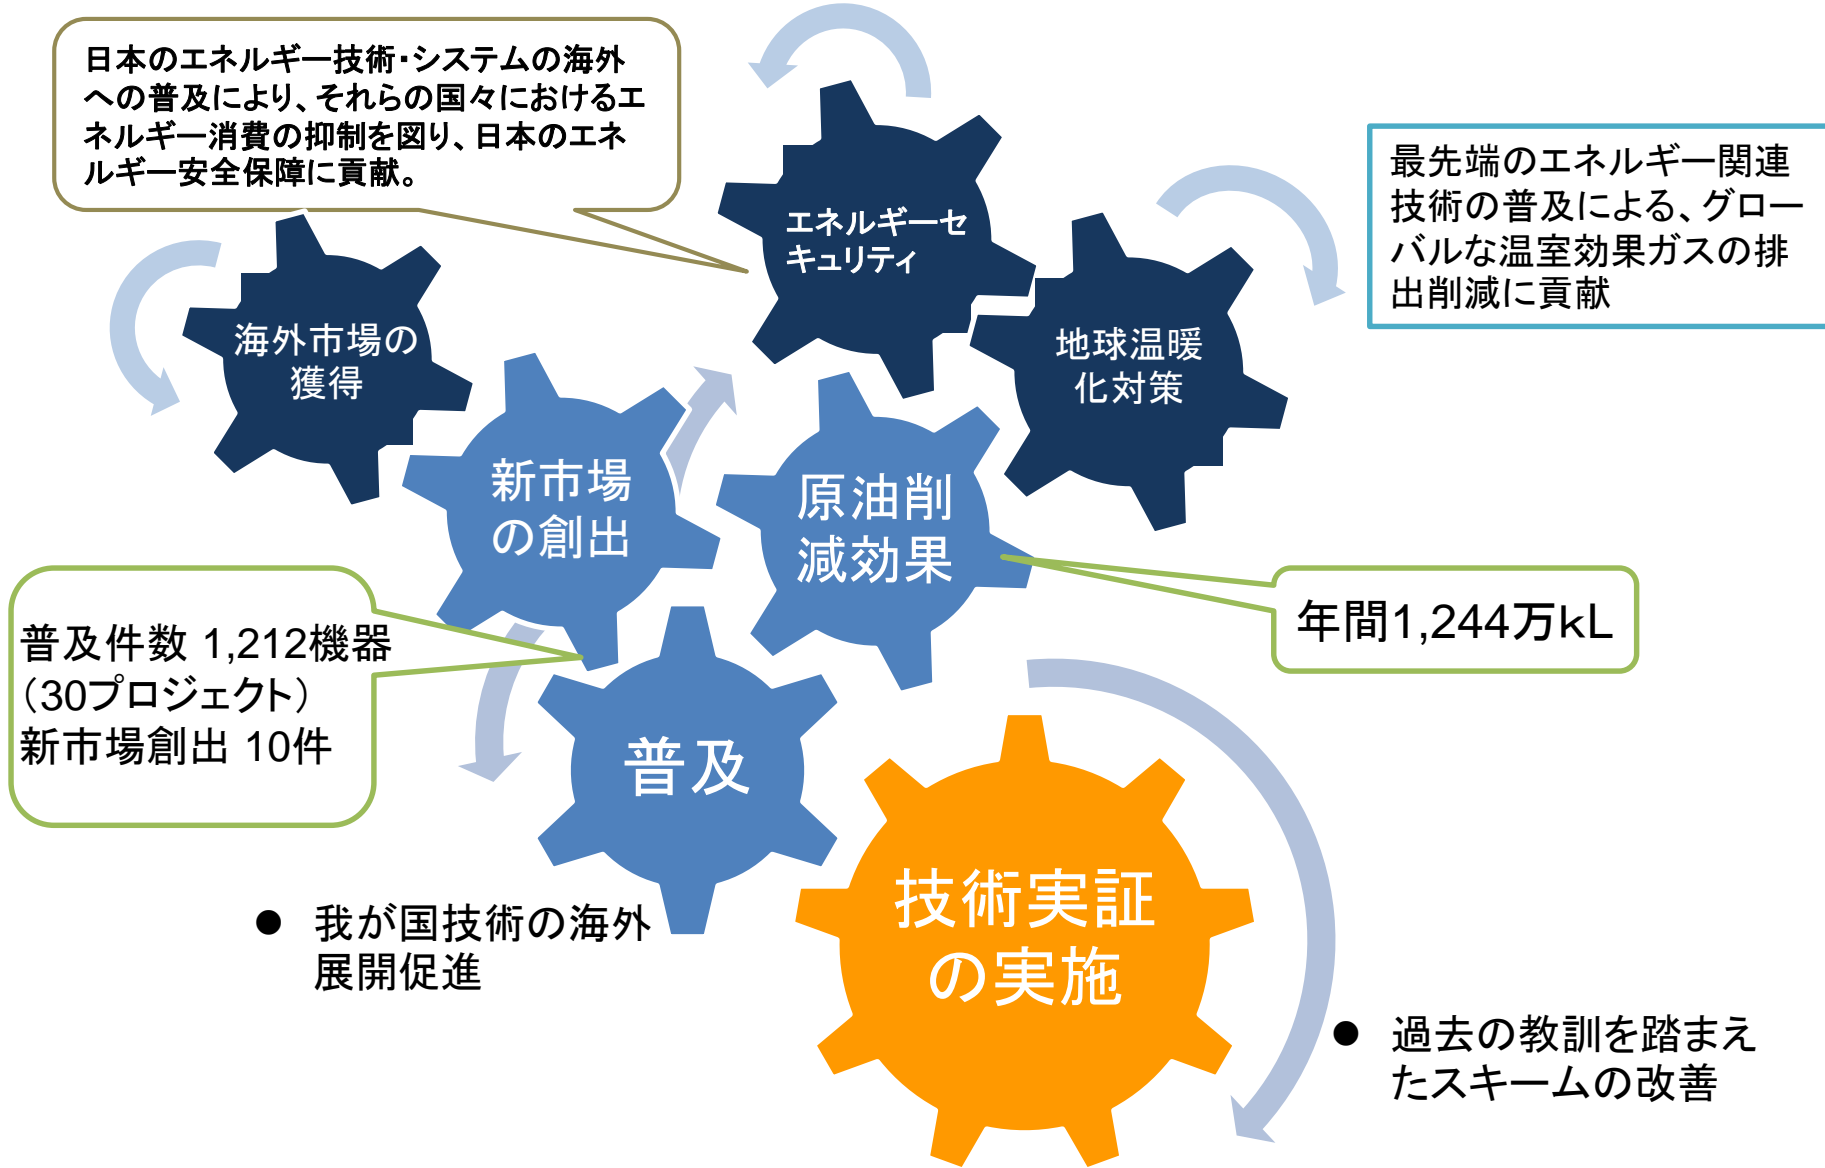 日本のエネルギー技術・システムの海外
への普及により、それらの国々におけるエ
ネルギー消費の抑制を図り、日本のエネ
ルギー安全保障に貢献。
エネルギーセ
キュリティ
最先端のエネルギー関連
技術の普及による、グロー
バルな温室効果ガスの排
出削減に貢献
海外市場の
獲得
地球温暖
化対策
新市場
の創出
原油削
減効果
年間1,244万kL
普及件数 1,212機器
（30プロジェクト）
新市場創出 10件
普及
技術実証
の実施
● 我が国技術の海外
展開促進
● 過去の教訓を踏まえ
たスキームの改善